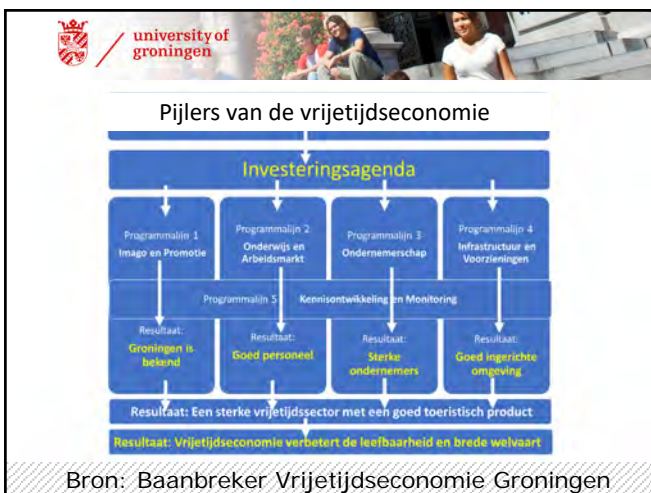 university of
groningen
Pijlers van de vrijetijdseconomie
Investeringsagenda
Programmalijn 1
Imago en Promotie
Programmalijn 2
Onderwijs en
Arbeidsmarkt
Programmalijn 3
Ondernemerschap
Programmalijn 4
Infrastructuur en
Voorzieningen
Programmalijn 5 Kennisontwikkeling en Monitoring
Resultaat:
Groningen is
bekend
Resultaat:
Goed personeel
Resultaat:
Sterke
ondernemers
Resultaat:
Goed ingerichte
omgeving
Resultaat: Een sterke vrijetijdssector met een goed toeristisch product
Resultaat: Vrijetijdseconomie verbetert de leefbaarheid en brede welvaart
Bron: Baanbreker Vrijetijdseconomie Groningen